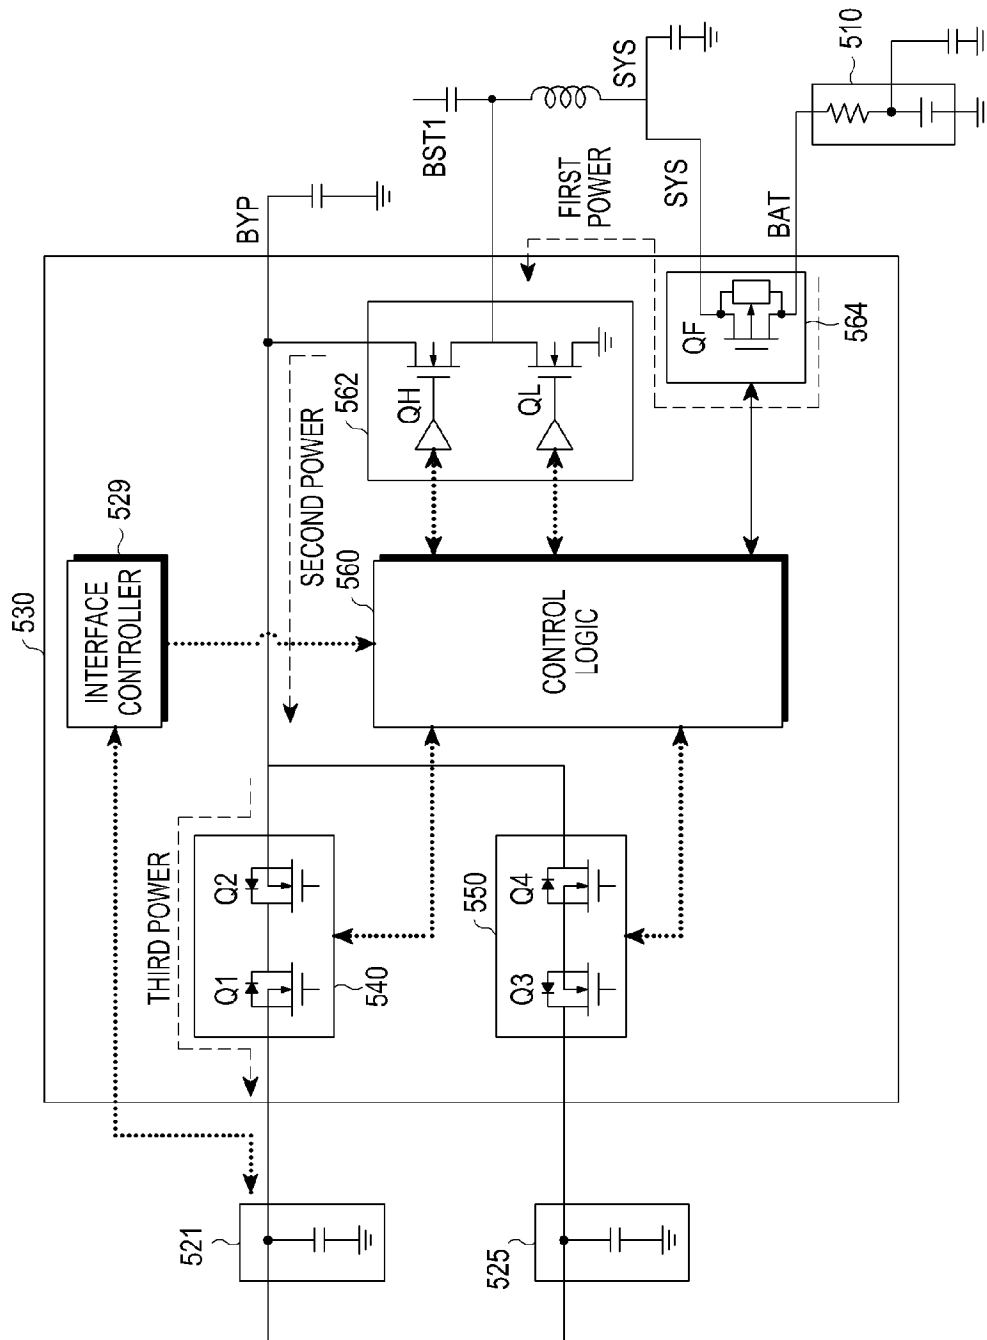 530
INTERFACE
CONTROLLER
529
BYP
BST1
SYS
510
FIRST
POWER
SYS
BAT
THIRD POWER
SECOND POWER
562
QH
QL
QF
564
560
CONTROL
LOGIC
Q1
Q2
540
550
Q3
Q4
521
525